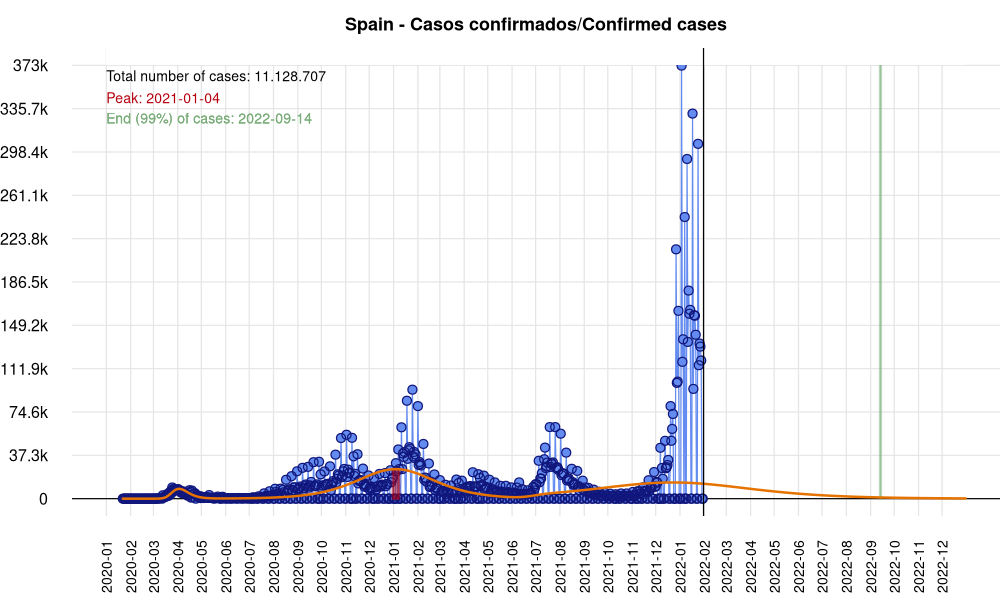 Spain - Casos confirmados/Confirmed cases
Total number of cases: 11.128.707
Peak: 2021-01-04
End (99%) of cases: 2022-09-14
373k
335.7k
298.4k
261.1k
223.8k
186.5k
149.2k
111.9k
74.6k
37.3k
0
2020-01
2020-02
2020-03
2020-04
2020-05
2020-06
2020-07
2020-08
2020-09
2020-10
2020-11
2020-12
2021-01
2021-02
2021-03
2021-04
2021-05
2021-06
2021-07
2021-08
2021-09
2021-10
2021-11
2021-12
2022-01
2022-02
2022-03
2022-04
2022-05
2022-06
2022-07
2022-08
2022-09
2022-10
2022-11
2022-12